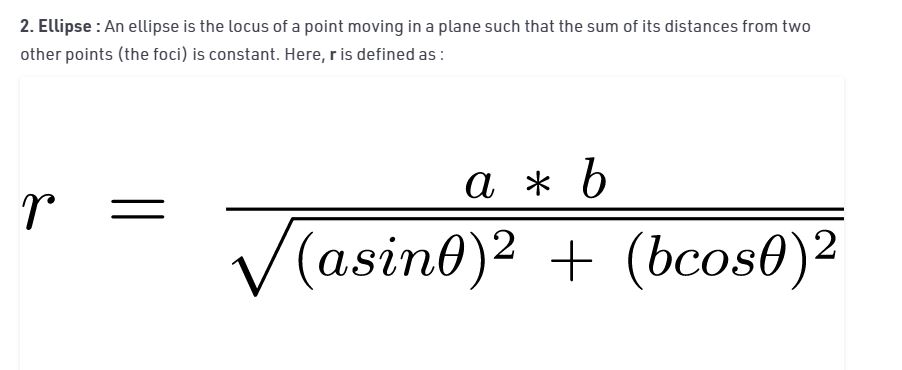 2. Ellipse : An ellipse is the locus of a point moving in a plane such that the sum of its distances from two
other points (the foci) is constant. Here, r is defined as :
r = a * b / √(asinθ)² + (bcosθ)²